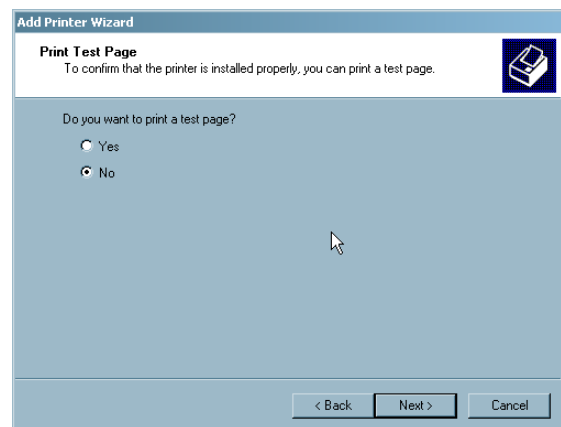 Add Printer Wizard
Print Test Page
To confirm that the printer is installed properly, you can print a test page.
Do you want to print a test page?
Yes
No
< Back
Next >
Cancel